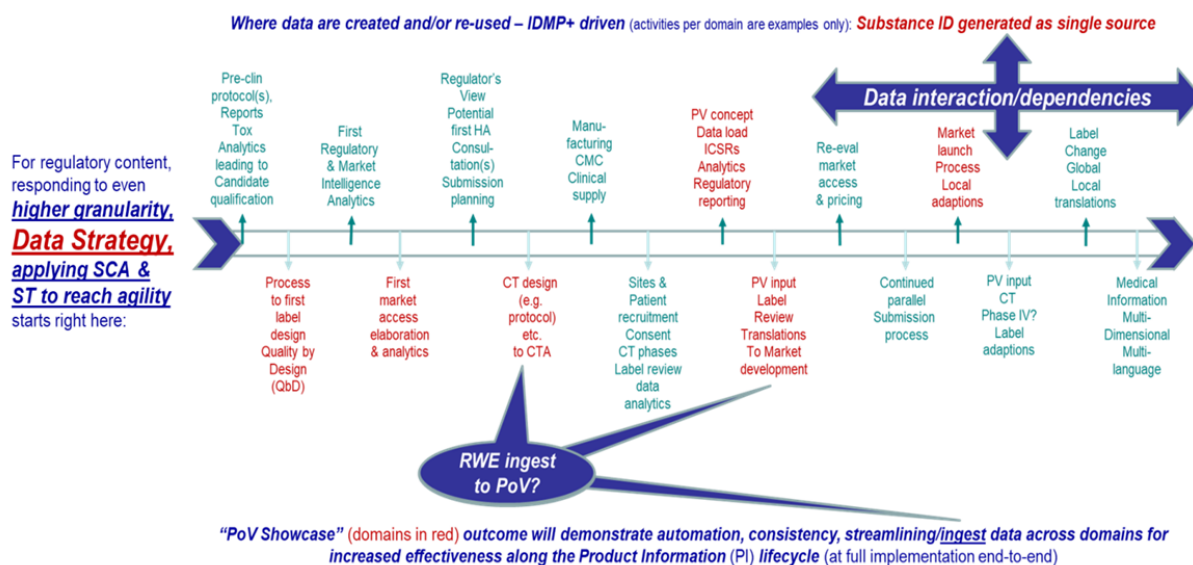 Where data are created and/or re-used – IDMP+ driven (activities per domain are examples only): Substance ID generated as single source
Data interaction/dependencies
For regulatory content,
responding to even
higher granularity,
Data Strategy,
applying SCA &
ST to reach agility
starts right here:
Pre-clin
protocol(s),
Reports
Tox
Analytics
leading to
Candidate
qualification
First
Regulatory
& Market
Intelligence
Analytics
Regulator's
View
Potential
first HA
Consul-
tation(s)
Submission
planning
Manu-
facturing
CMC
Clinical
supply
PV concept
Data load
ICSRs
Analytics
Regulatory
reporting
Re-eval
market
access
& pricing
Market
launch
Process
Local
adaptions
Label
Change
Global
Local
translations
Process
to first
label
design
Quality by
Design
(QbD)
First
market
access
elaboration
& analytics
CT design
(e.g.
protocol)
etc.
to CTA
Sites &
Patient
recruitment
Consent
CT phases
Label review
data
analytics
PV input
Label
Review
Translations
To Market
development
Continued
parallel
Submission
process
PV input
CT
Phase IV?
Label
adaptions
Medical
Information
Multi-
Dimensional
Multi-
language
RWE ingest
to PoV?
"PoV Showcase" (domains in red) outcome will demonstrate automation, consistency, streamlining/ingest data across domains for
increased effectiveness along the Product Information (PI) lifecycle (at full implementation end-to-end)